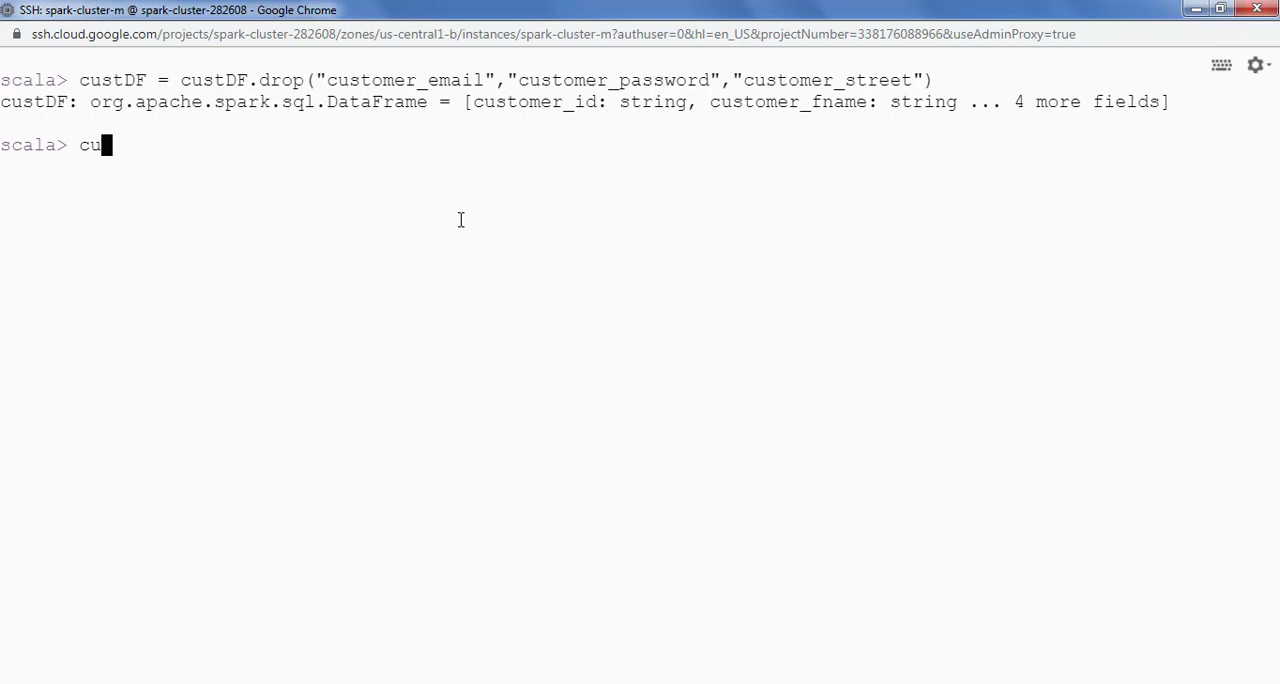 SSH: spark-cluster-m @ spark-cluster-282608 - Google Chrome
ssh.cloud.google.com/projects/spark-cluster-282608/zones/us-central1-b/instances/spark-cluster-m?authuser=0&hl=en_US&projectNumber=338176088966&useAdminProxy=true
scala> custDF = custDF.drop("customer_email","customer_password","customer_street")
custDF: org.apache.spark.sql.DataFrame = [customer_id: string, customer_fname: string ... 4 more fields]
scala> cu